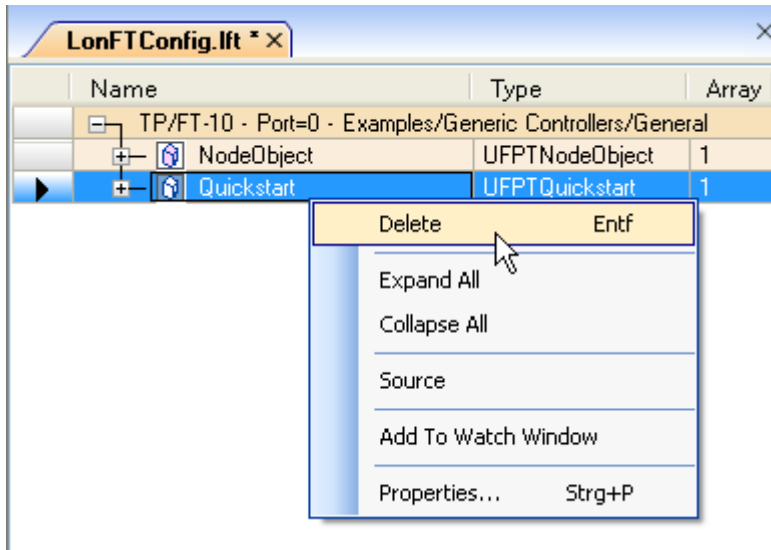 LonFTConfig.lft *
Name Type Array
TP/FT-10 - Port=0 - Examples/Generic Controllers/General
NodeObject UFPTNodeObject 1
Quickstart UFPTQuickstart 1
Delete Entf
Expand All
Collapse All
Source
Add To Watch Window
Properties... Strg+P